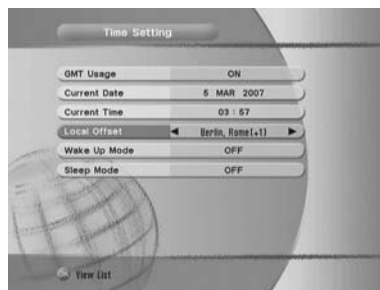 Time Setting
GMT Usage ON
Current Date 5 MAR 2007
Current Time 03 : 57
Local Offset Berlin, Rome(+1)
Wake Up Mode OFF
Sleep Mode OFF
View List